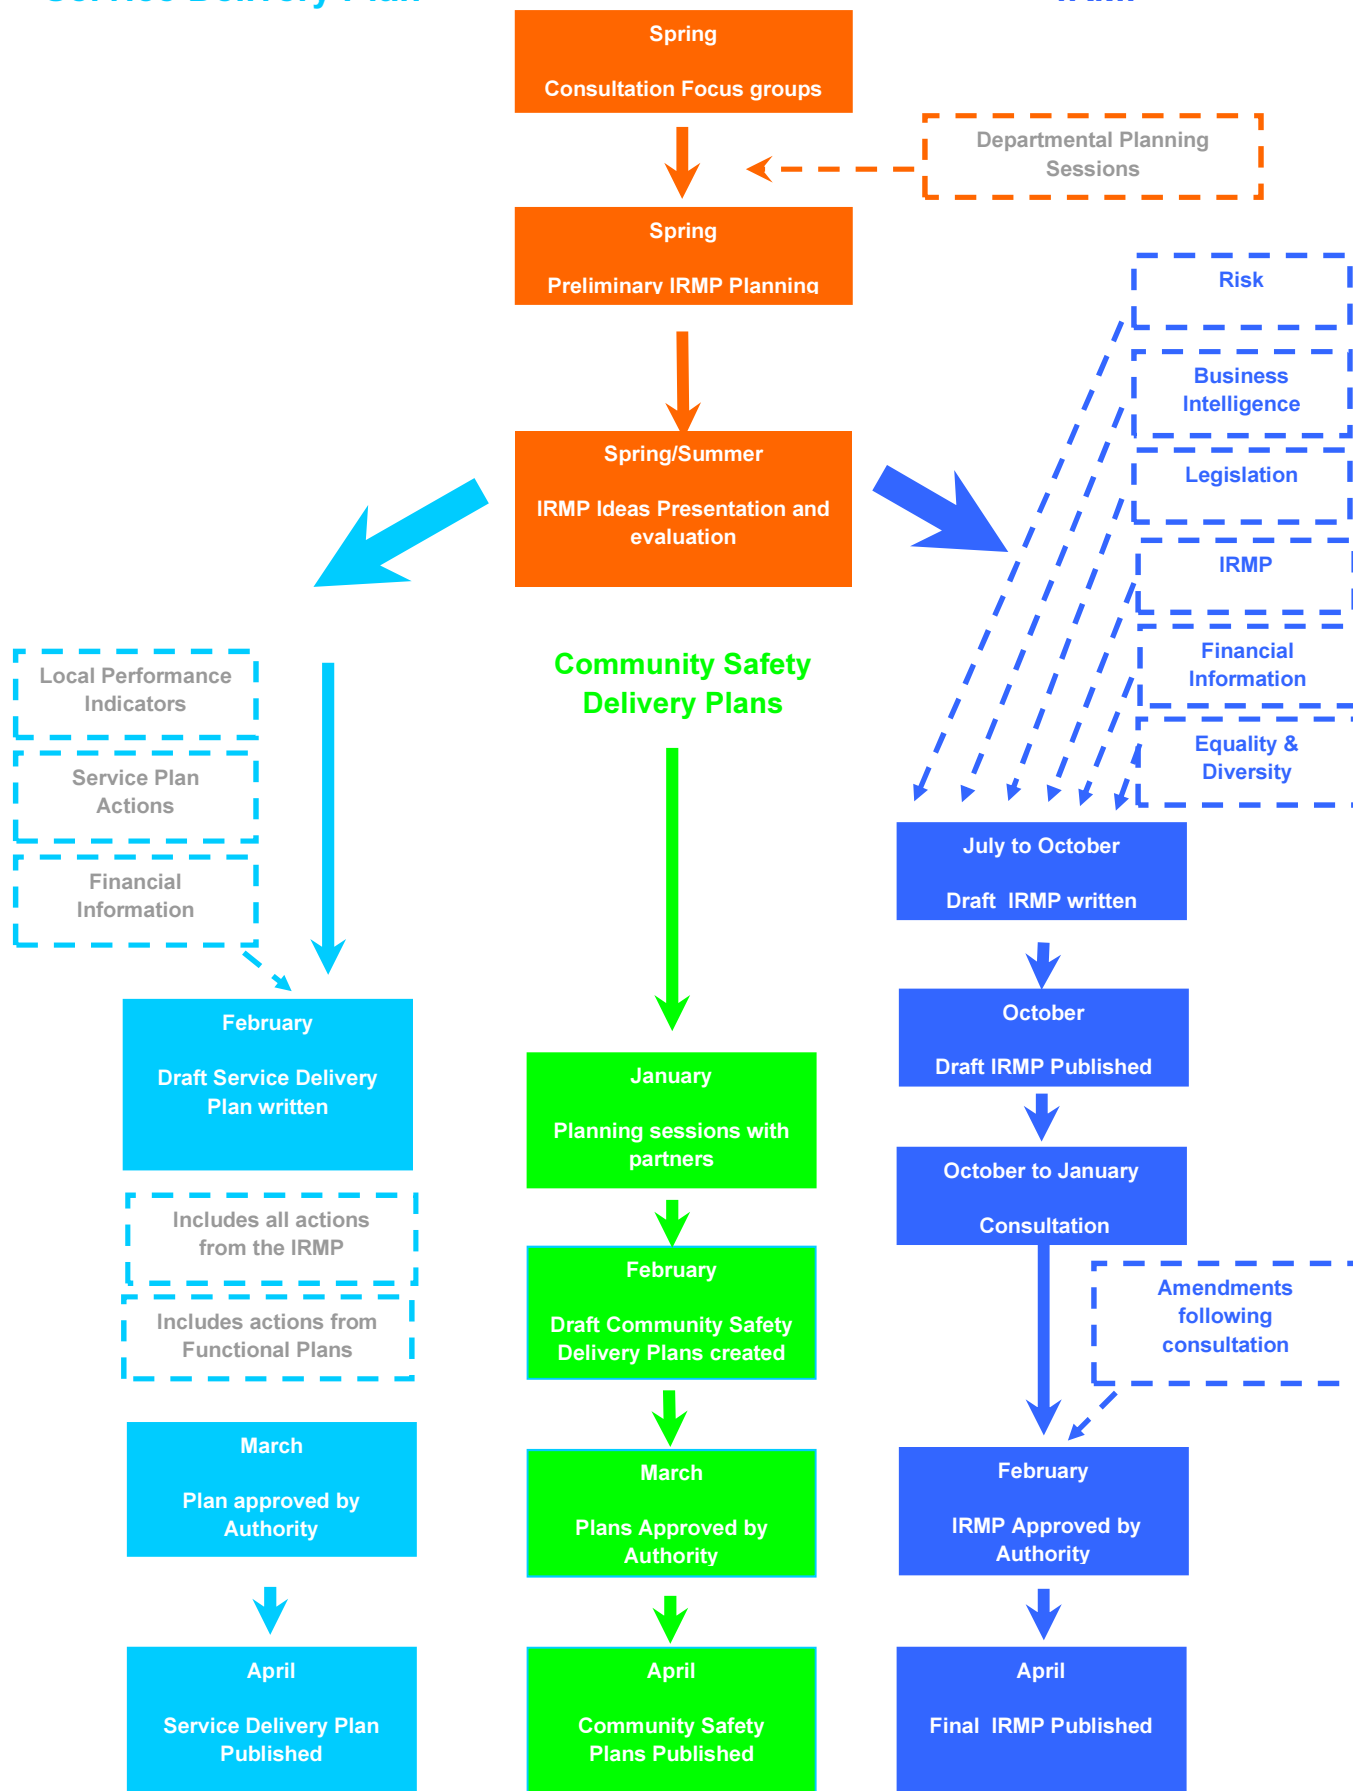 Service Delivery Plan
IRMP
Spring
Consultation Focus groups
Departmental Planning
Sessions
Spring
Preliminary IRMP Planning
Risk
Business
Intelligence
Legislation
IRMP
Financial
Information
Equality &
Diversity
Spring/Summer
IRMP Ideas Presentation and
evaluation
Local Performance
Indicators
Service Plan
Actions
Financial
Information
Community Safety
Delivery Plans
July to October
Draft  IRMP written
February
Draft Service Delivery
Plan written
October
Draft IRMP Published
January
Planning sessions with
partners
October to January
Consultation
Includes all actions
from the IRMP
Includes actions from
Functional Plans
February
Draft Community Safety
Delivery Plans created
Amendments
following
consultation
March
Plan approved by
Authority
March
Plans Approved by
Authority
February
IRMP Approved by
Authority
April
Service Delivery Plan
Published
April
Community Safety
Plans Published
April
Final  IRMP Published